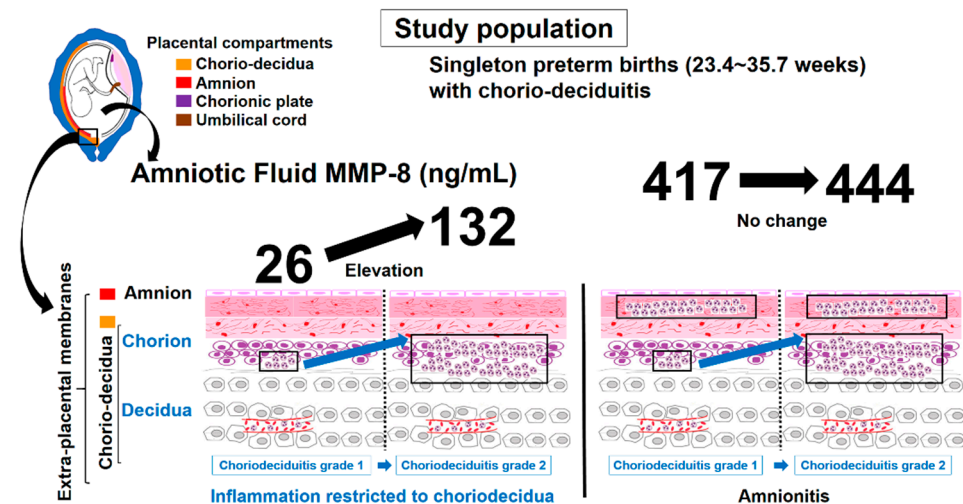 Study population
Placental compartments
Chorio-decidua
Amnion
Chorionic plate
Umbilical cord
Singleton preterm births (23.4~35.7 weeks)
with chorio-deciduitis
Amniotic Fluid MMP-8 (ng/mL)
26
132
Elevation
417
444
No change
Extra-placental membranes
Amnion
Chorio-decidua
Chorion
Decidua
Choriodeciduitis grade 1
Choriodeciduitis grade 2
Inflammation restricted to choriodecidua
Choriodeciduitis grade 1
Choriodeciduitis grade 2
Amnionitis